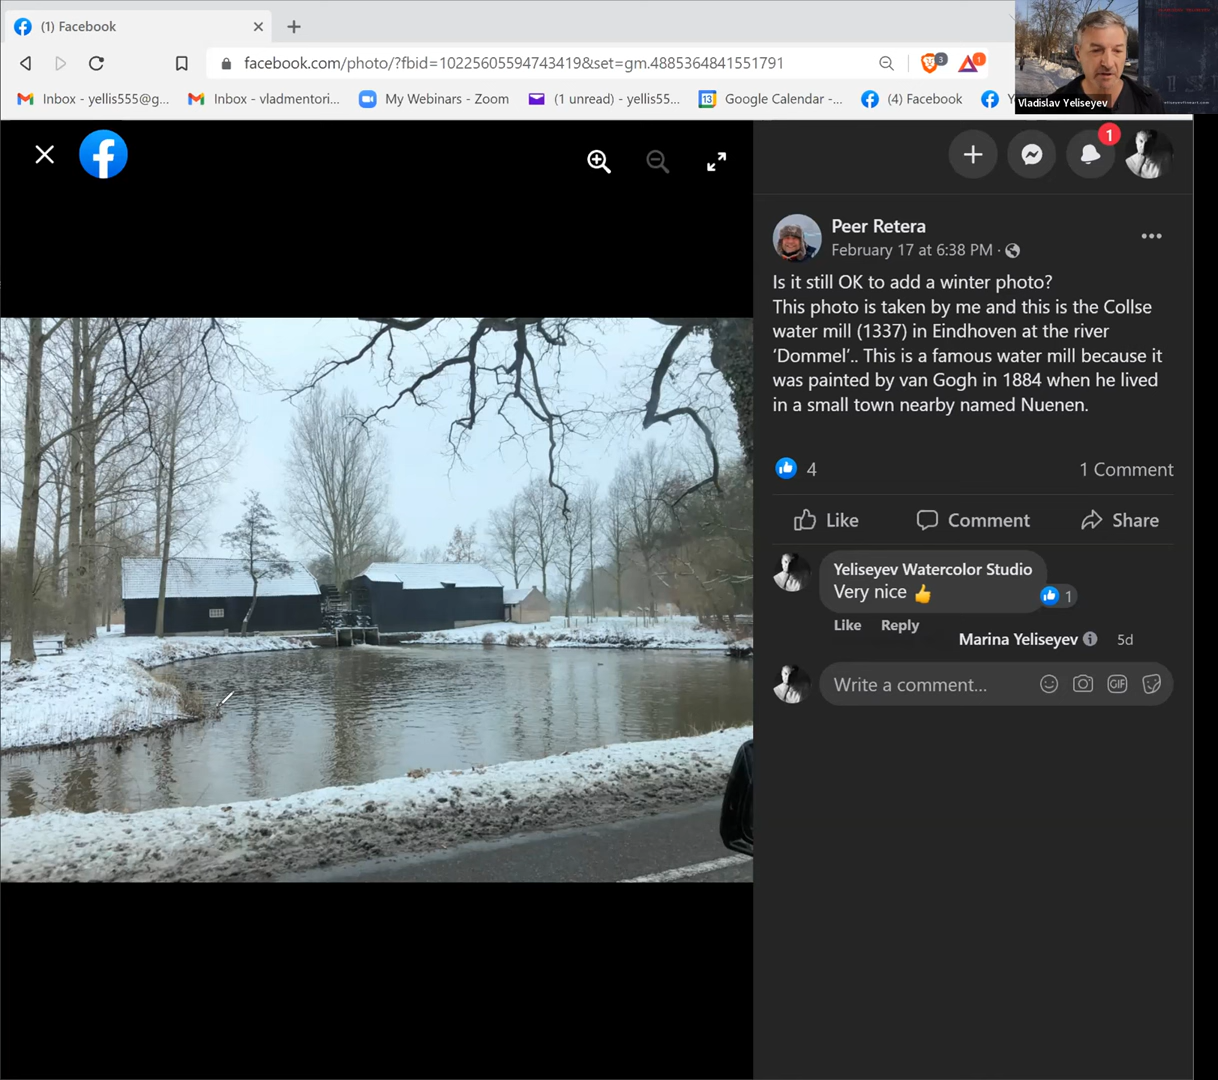 (1) Facebook
facebook.com/photo/?fbid=10225605594743419&set=gm.4885364841551791
3
1
Inbox - yellis555@g...
Inbox - vladmentori...
My Webinars - Zoom
(1 unread) - yellis55...
13
Google Calendar -...
(4) Facebook
Vladislav Yeliseyev
1
Peer Retera
February 17 at 6:38 PM ·
Is it still OK to add a winter photo?
This photo is taken by me and this is the Collse
water mill (1337) in Eindhoven at the river
‘Dommel’.. This is a famous water mill because it
was painted by van Gogh in 1884 when he lived
in a small town nearby named Nuenen.
4
1 Comment
Like
Comment
Share
Yeliseyev Watercolor Studio
Very nice 👍
1
Like Reply
Marina Yeliseyev
5d
Write a comment...
GIF